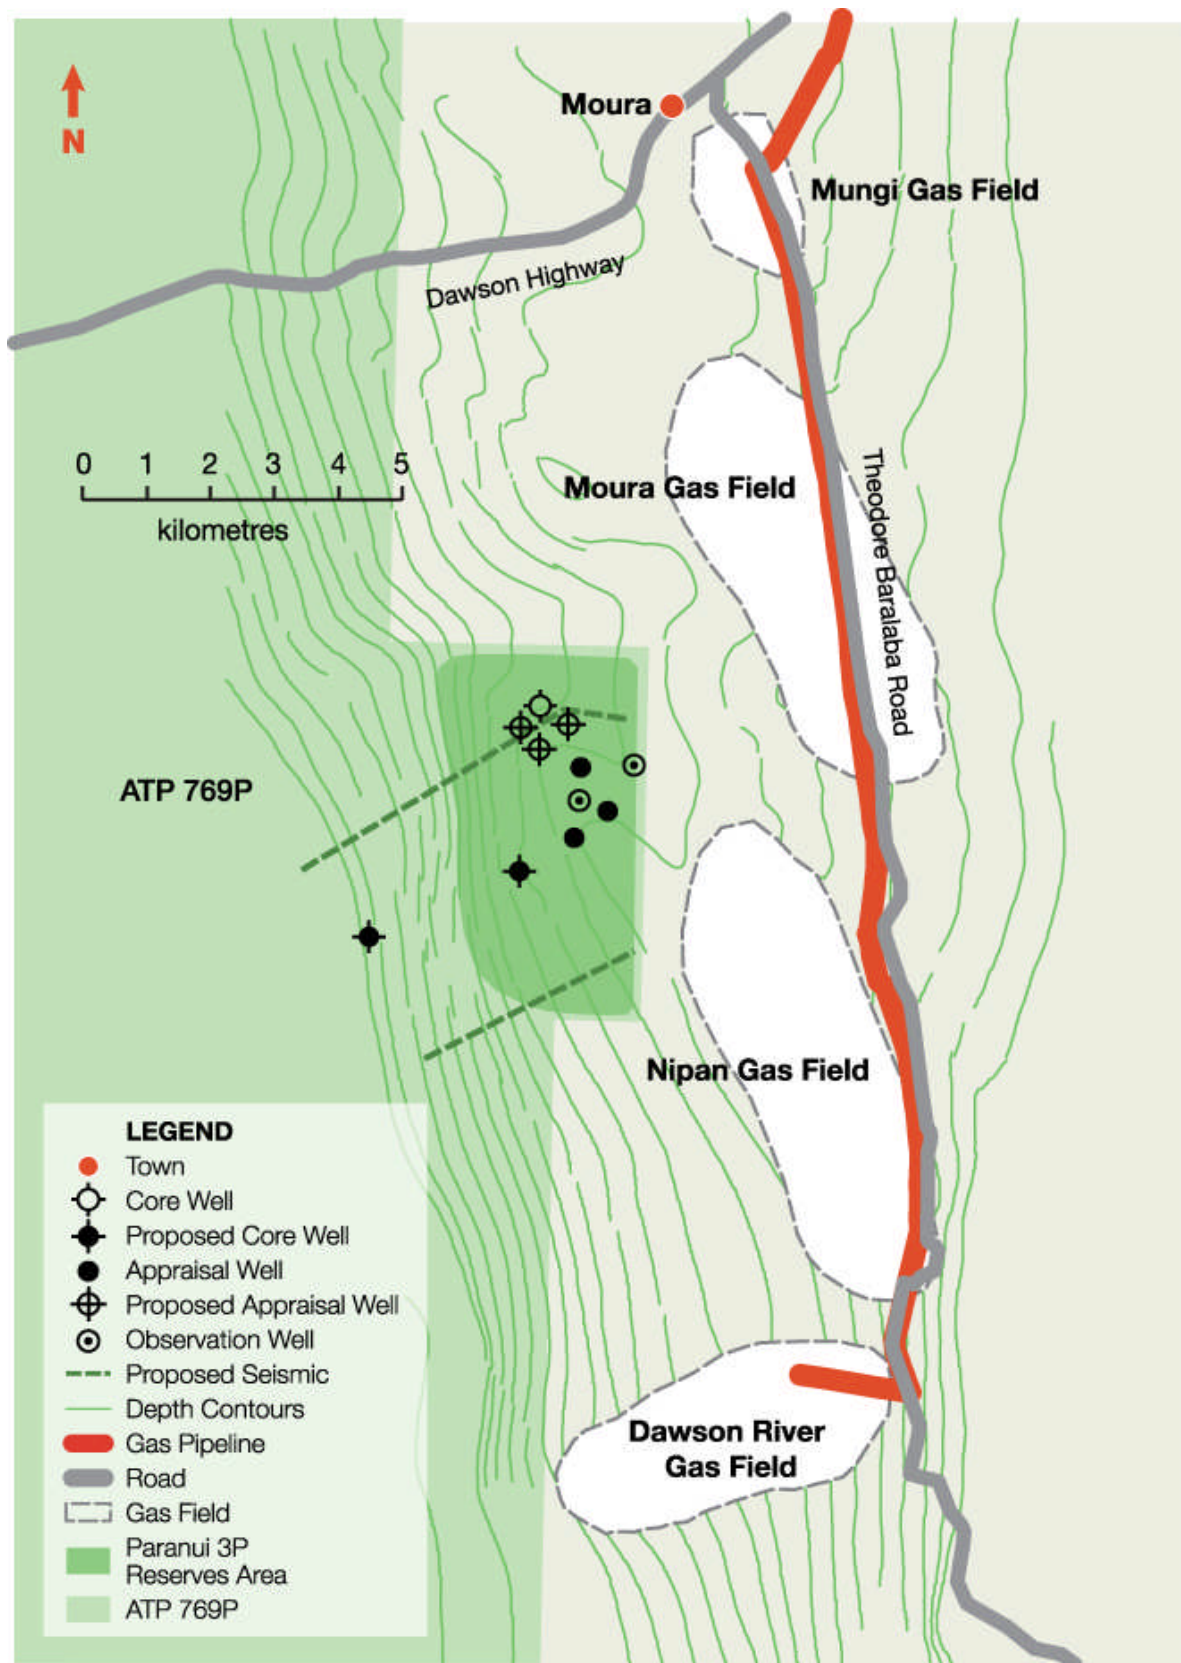 N
Moura
Mungi Gas Field
Dawson Highway
0 1 2 3 4 5
kilometres
Moura Gas Field
Theodore Baralaba Road
ATP 769P
Nipan Gas Field
Dawson River
Gas Field
LEGEND
Town
Core Well
Proposed Core Well
Appraisal Well
Proposed Appraisal Well
Observation Well
Proposed Seismic
Depth Contours
Gas Pipeline
Road
Gas Field
Paranui 3P
Reserves Area
ATP 769P